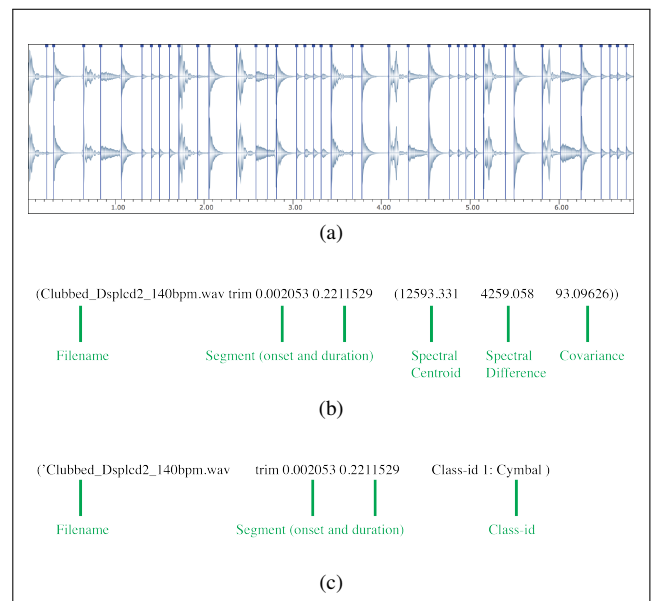 1.00 2.00 3.00 4.00 5.00 6.00
(a)
(Clubbed_Dsplcd2_140bpm.wav trim 0.002053 0.2211529 (12593.331 4259.058 93.09626))
Filename Segment (onset and duration) Spectral Spectral Covariance
Centroid Difference
(b)
('Clubbed_Dsplcd2_140bpm.wav trim 0.002053 0.2211529 Class-id 1: Cymbal )
Filename Segment (onset and duration) Class-id
(c)